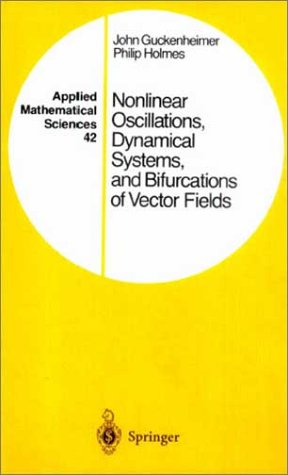 John Guckenheimer
Philip Holmes
Applied
Mathematical
Sciences
42
Nonlinear
Oscillations,
Dynamical
Systems,
and Bifurcations
of Vector Fields
Springer